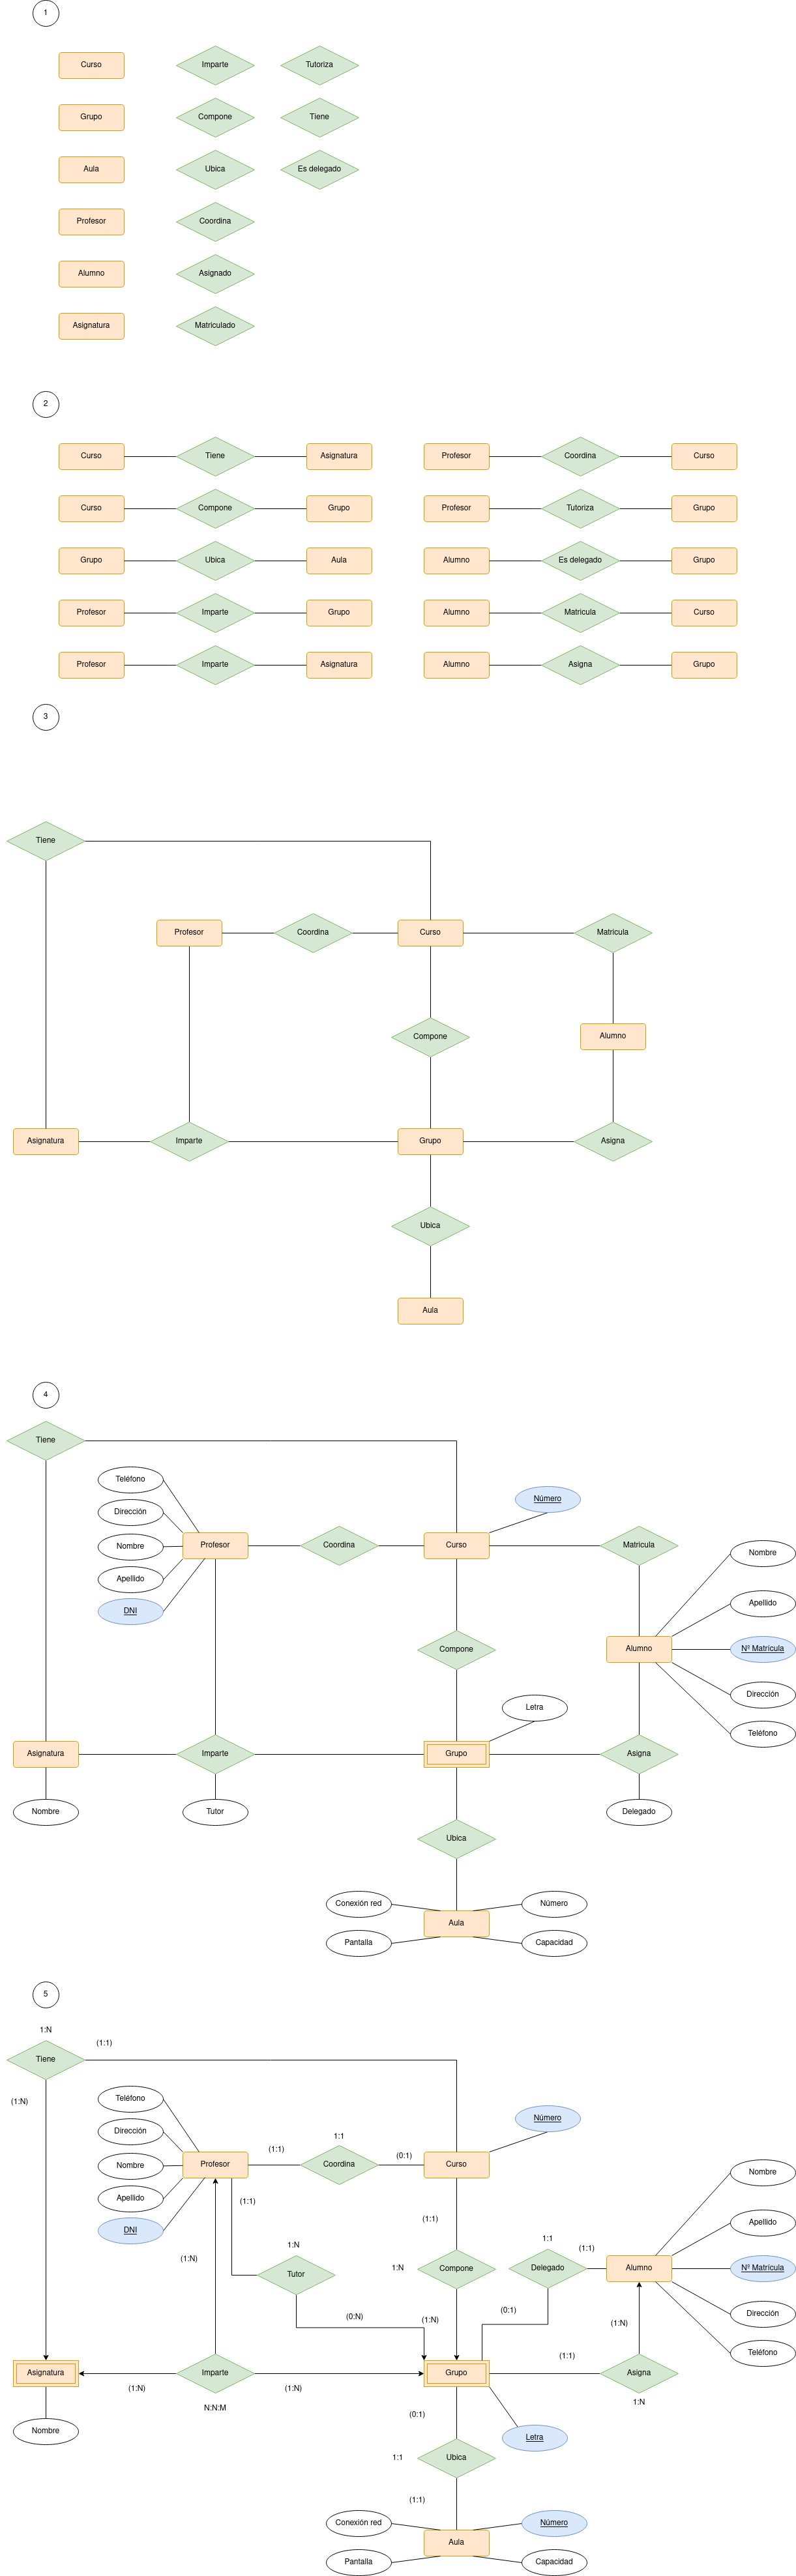 1
Curso
Imparte
Tutoriza
Grupo
Compone
Tiene
Aula
Ubica
Es delegado
Profesor
Coordina
Alumno
Asignado
Asignatura
Matriculado
2
Curso
Tiene
Asignatura
Profesor
Coordina
Curso
Curso
Compone
Grupo
Profesor
Tutoriza
Grupo
Grupo
Ubica
Aula
Alumno
Es delegado
Grupo
Profesor
Imparte
Grupo
Alumno
Matricula
Curso
Profesor
Imparte
Asignatura
Alumno
Asigna
Grupo
3
Tiene
Profesor
Coordina
Curso
Matricula
Compone
Alumno
Asignatura
Imparte
Grupo
Asigna
Ubica
Aula
4
Tiene
Teléfono
Número
Dirección
Nombre
Profesor
Coordina
Curso
Matricula
Nombre
Apellido
DNI
Apellido
Compone
Alumno
Nº Matrícula
Dirección
Letra
Teléfono
Asignatura
Imparte
Grupo
Asigna
Nombre
Tutor
Delegado
Ubica
Conexión red
Número
Aula
Pantalla
Capacidad
5
1:N
(1:1)
Tiene
(1:N)
Teléfono
Número
Dirección
1:1
(1:1)
(0:1)
Nombre
Profesor
Coordina
Curso
Nombre
Apellido
(1:1)
DNI
(1:1)
Apellido
1:N
1:1
(1:1)
(1:N)
Tutor
1:N
Compone
Delegado
Alumno
Nº Matrícula
(0:N)
(1:N)
(0:1)
(1:N)
Dirección
Teléfono
(1:1)
Asignatura
Imparte
Grupo
Asigna
(1:N)
(1:N)
1:N
N:N:M
(0:1)
Nombre
Letra
1:1
Ubica
(1:1)
Conexión red
Número
Aula
Pantalla
Capacidad